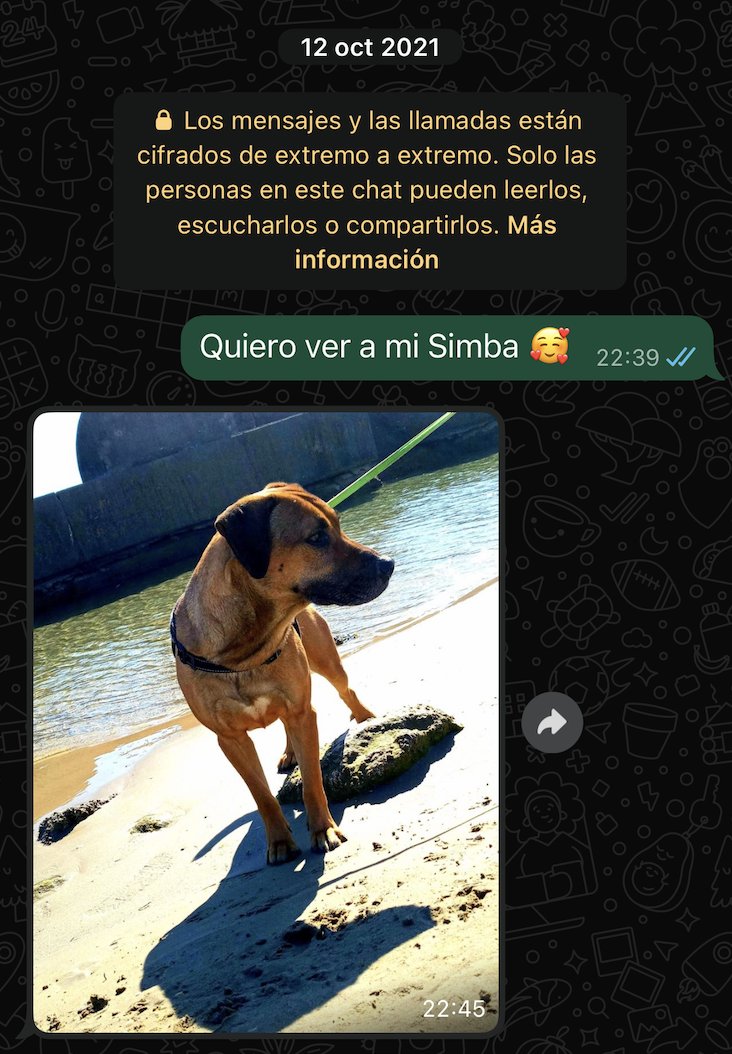 12 oct 2021
🔒 Los mensajes y las llamadas están
cifrados de extremo a extremo. Solo las
personas en este chat pueden leerlos,
escucharlos o compartirlos. Más
información
Quiero ver a mi Simba 🥰 22:39
22:45